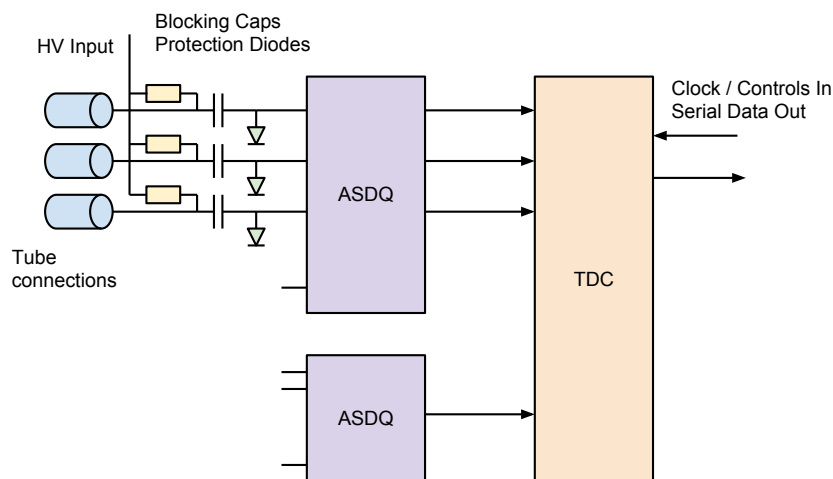 Blocking Caps
Protection Diodes
HV Input
Clock / Controls In
Serial Data Out
ASDQ
Tube
connections
TDC
ASDQ